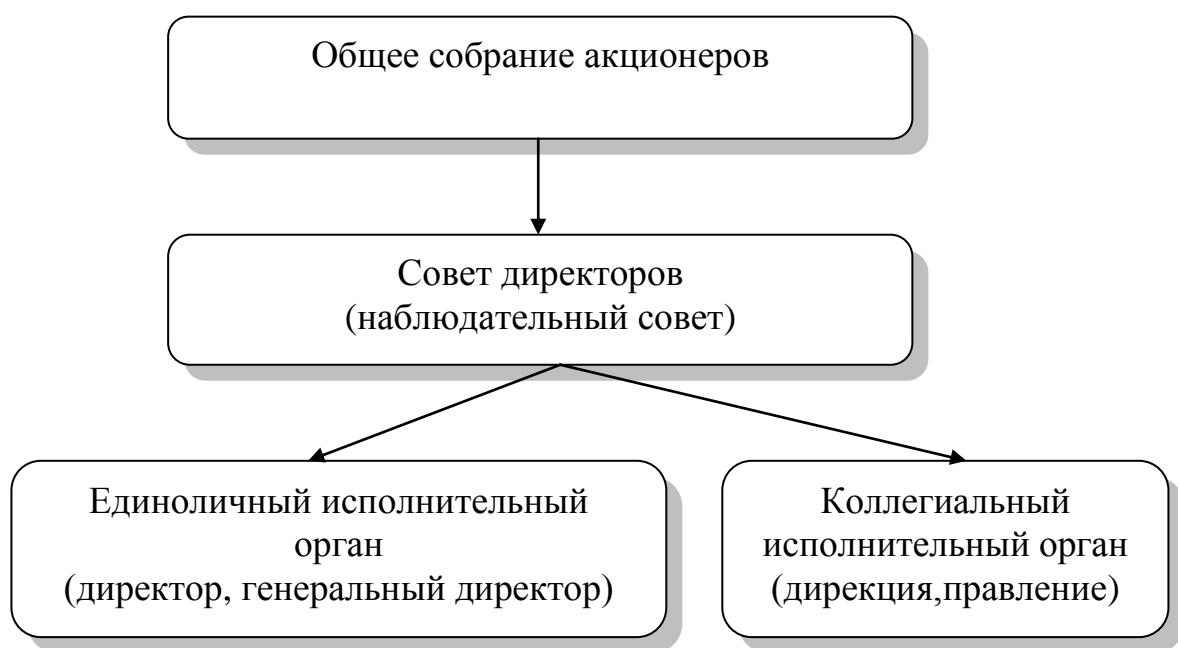 Общее собрание акционеров
Совет директоров
(наблюдательный совет)
Единоличный исполнительный
орган
(директор, генеральный директор)
Коллегиальный
исполнительный орган
(дирекция,правление)